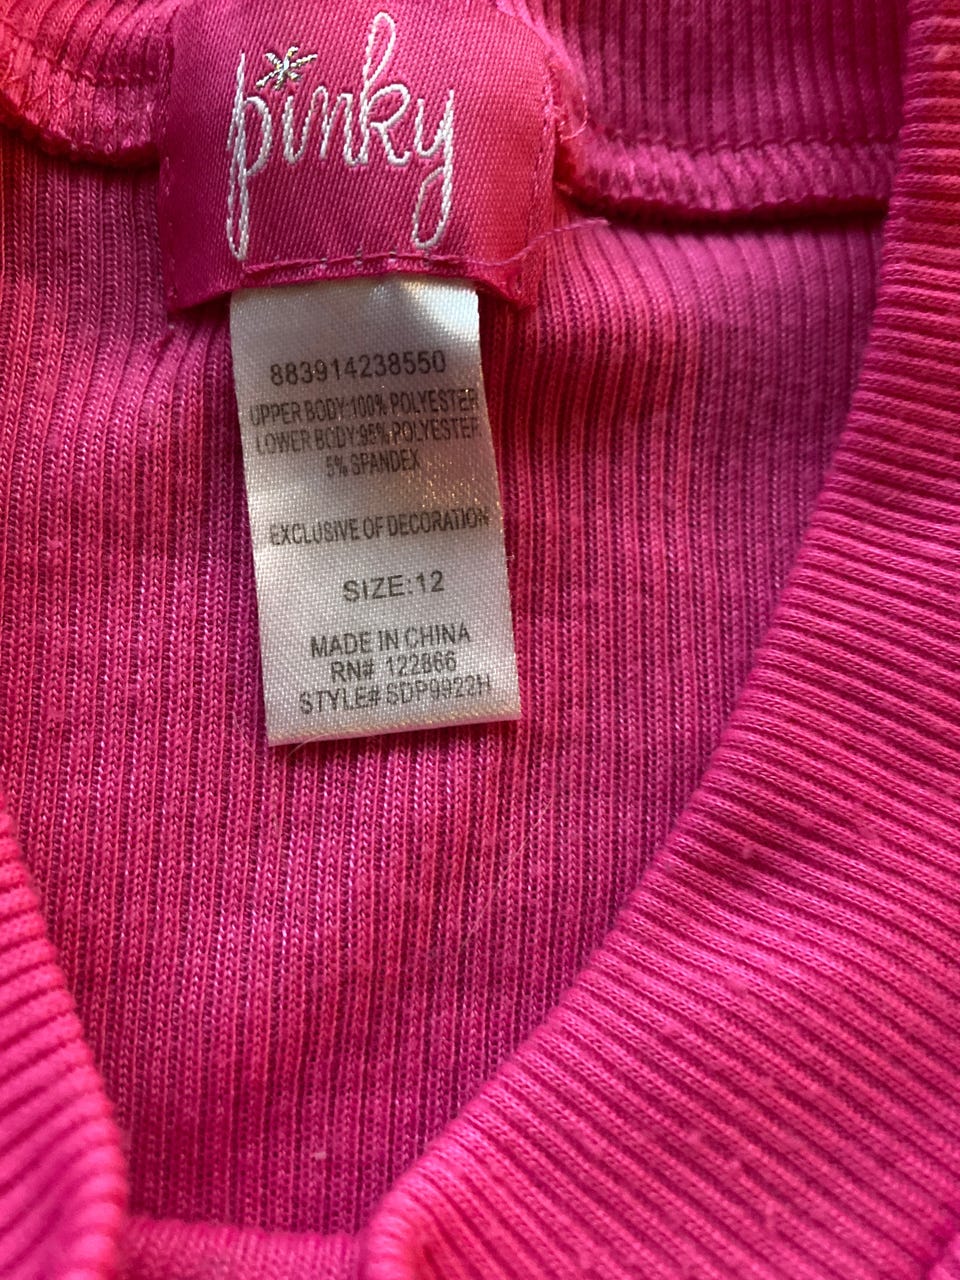 pinky
883914238550
UPPER BODY:100% POLYESTER
LOWER BODY:95% POLYESTER
5% SPANDEX
EXCLUSIVE OF DECORATION
SIZE:12
MADE IN CHINA
RN# 122866
STYLE# SDP9922H